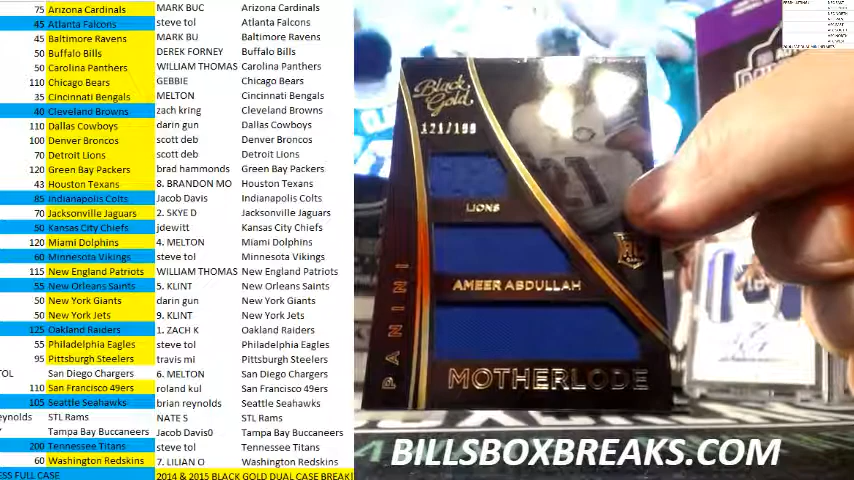 75 Arizona Cardinals MARK BUC Arizona Cardinals
45 Atlanta Falcons steve tol Atlanta Falcons
45 Baltimore Ravens MARK BU Baltimore Ravens
50 Buffalo Bills DEREK FORNEY Buffalo Bills
50 Carolina Panthers WILLIAM THOMAS Carolina Panthers
110 Chicago Bears GEBBIE Chicago Bears
35 Cincinnati Bengals MELTON Cincinnati Bengals
40 Cleveland Browns zach kring Cleveland Browns
110 Dallas Cowboys darin gun Dallas Cowboys
100 Denver Broncos scott deb Denver Broncos
70 Detroit Lions scott deb Detroit Lions
120 Green Bay Packers brad hammonds Green Bay Packers
43 Houston Texans 8. BRANDON MO Houston Texans
85 Indianapolis Colts Jacob Davis Indianapolis Colts
70 Jacksonville Jaguars 2. SKYE D Jacksonville Jaguars
50 Kansas City Chiefs jdewitt Kansas City Chiefs
120 Miami Dolphins 4. MELTON Miami Dolphins
60 Minnesota Vikings steve tol Minnesota Vikings
115 New England Patriots WILLIAM THOMAS New England Patriots
55 New Orleans Saints 5. KLINT New Orleans Saints
50 New York Giants darin gun New York Giants
50 New York Jets 9. KLINT New York Jets
125 Oakland Raiders 1. ZACH K Oakland Raiders
55 Philadelphia Eagles steve tol Philadelphia Eagles
95 Pittsburgh Steelers travis mi Pittsburgh Steelers
TOL San Diego Chargers 6. MELTON San Diego Chargers
110 San Francisco 49ers roland kul San Francisco 49ers
105 Seattle Seahawks brian reynolds Seattle Seahawks
eynolds STL Rams NATE S STL Rams
Tampa Bay Buccaneers Jacob Davis0 Tampa Bay Buccaneers
200 Tennessee Titans steve tol Tennessee Titans
60 Washington Redskins 7. LILIAN O Washington Redskins
ESS FULL CASE 2014 & 2015 BLACK GOLD DUAL CASE BREAK
Black Gold
121/199
21
LIONS
RC
AMEER ABDULLAH
PANINI
MOTHERLODE
BILLSBOXBREAKS.COM